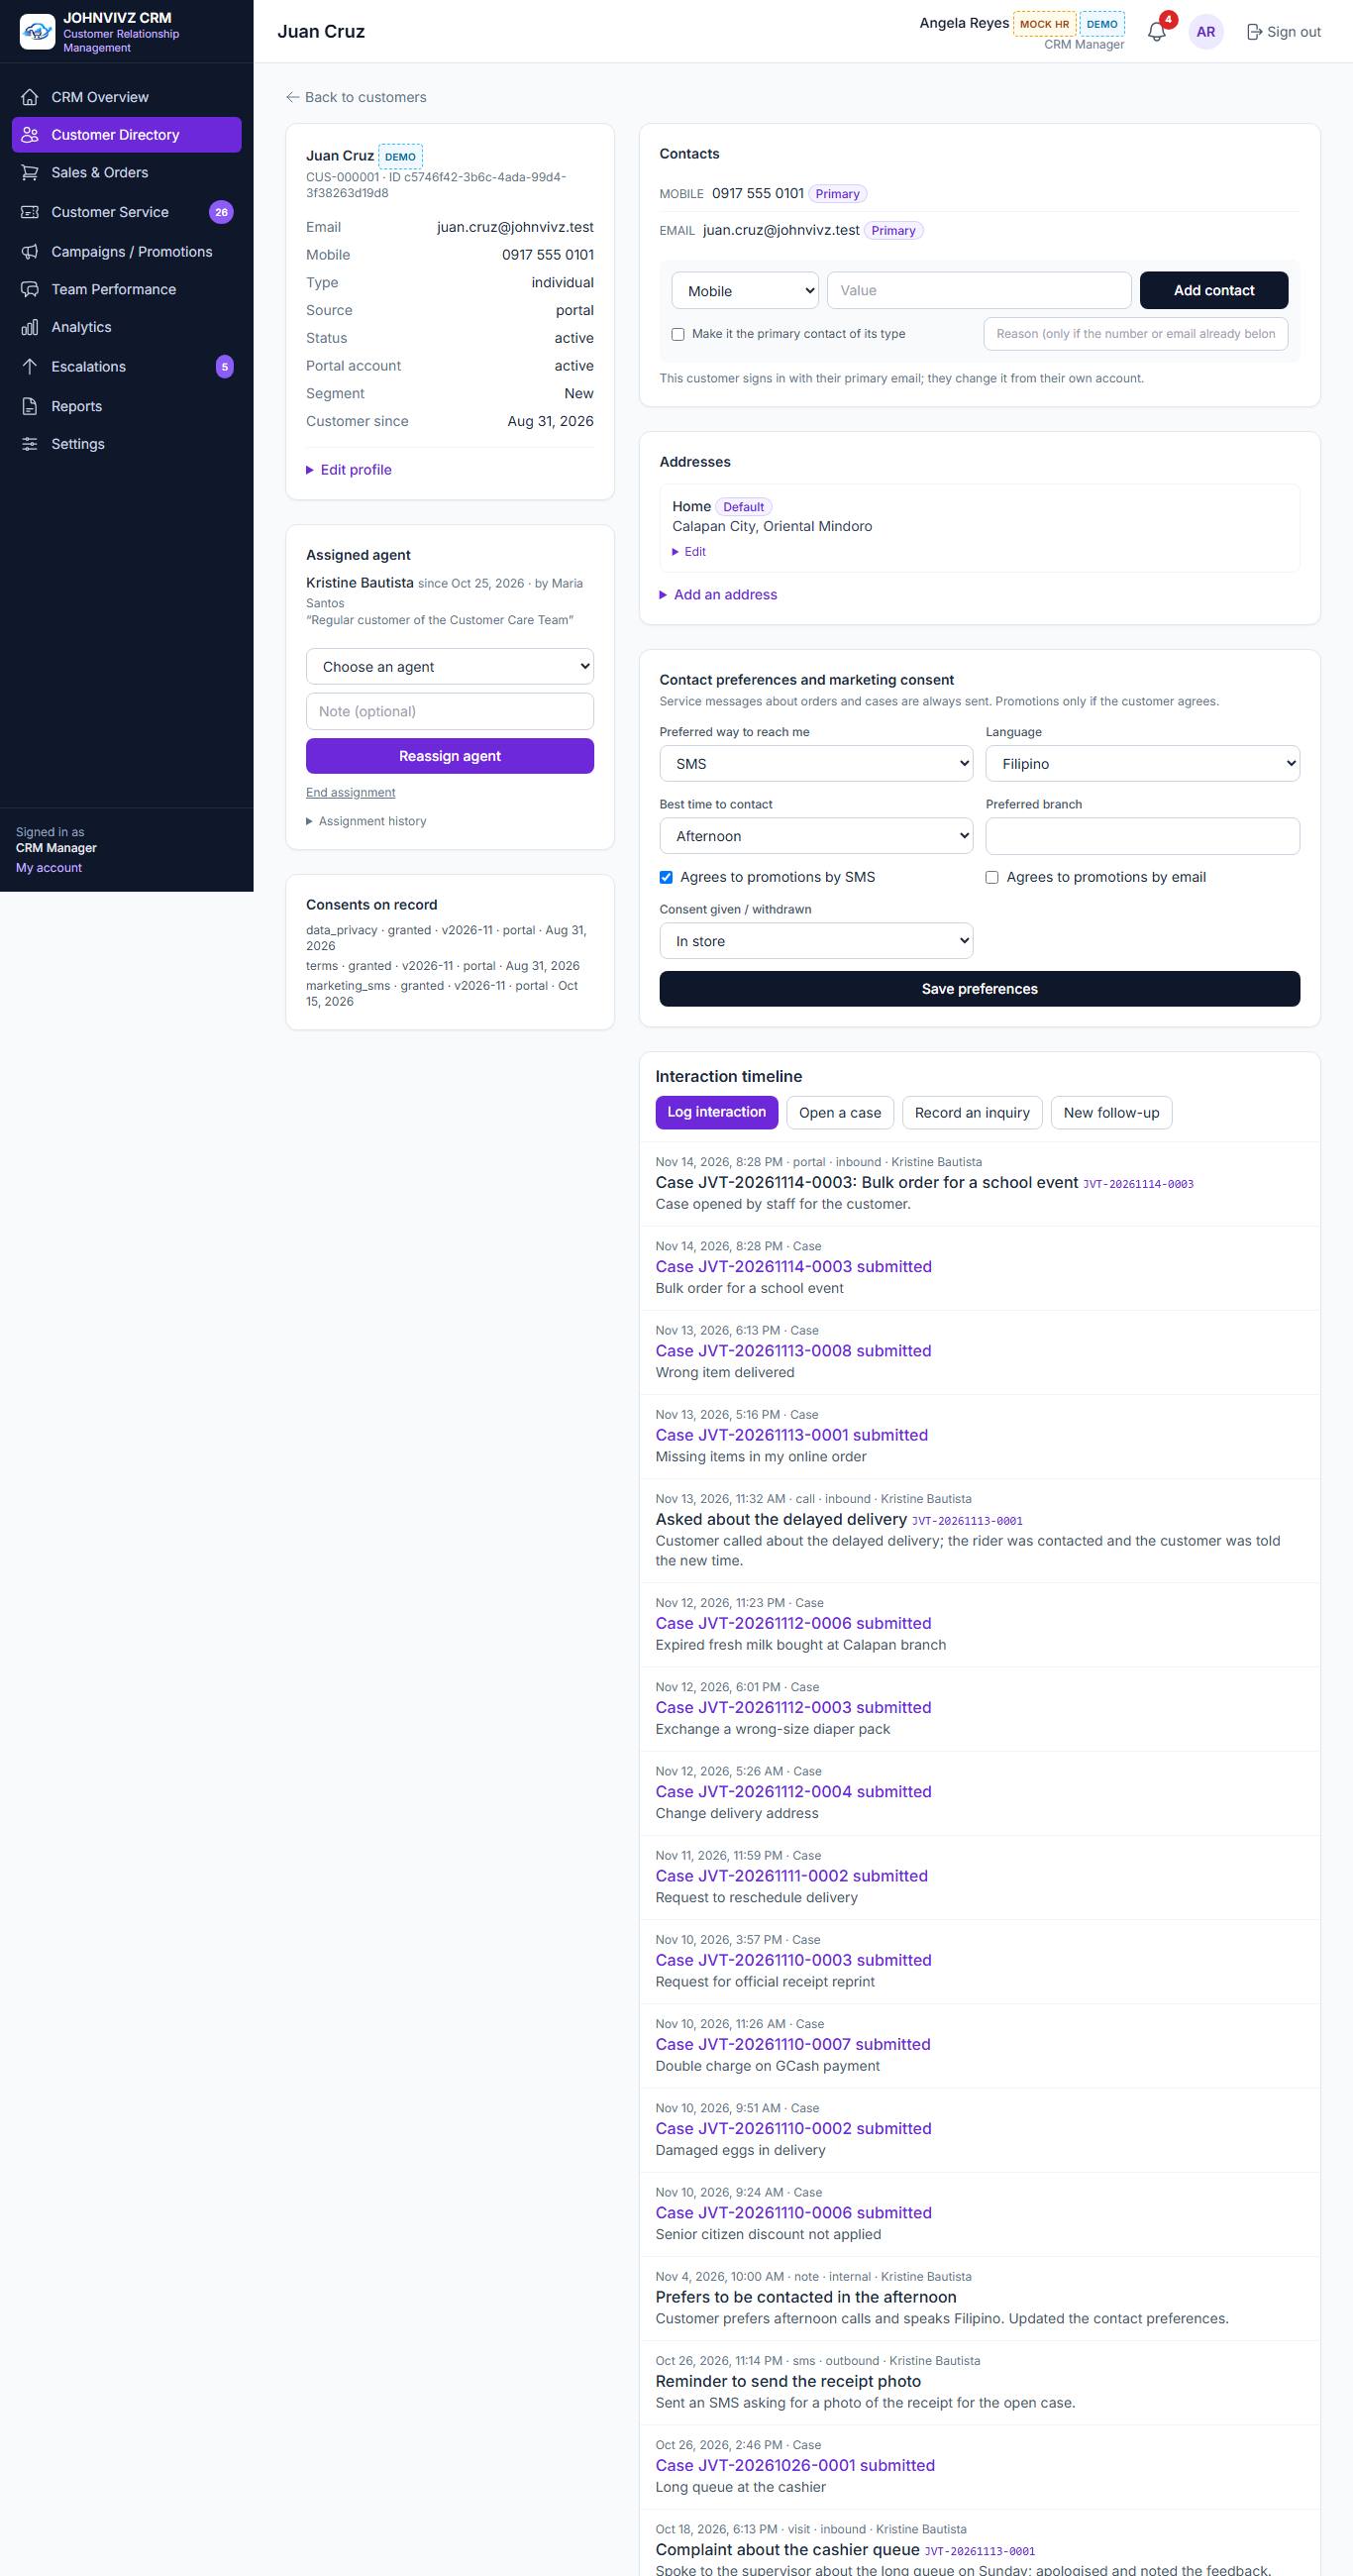 JOHNVIVZ CRM
Customer Relationship
Management
CRM Overview
Customer Directory
Sales & Orders
Customer Service 26
Campaigns / Promotions
Team Performance
Analytics
Escalations 5
Reports
Settings
Signed in as
CRM Manager
My account
Juan Cruz
Angela Reyes MOCK HR DEMO
CRM Manager
4
AR
Sign out
← Back to customers
Juan Cruz DEMO
CUS-000001 · ID c5746f42-3b6c-4ada-99d4-
3f38263d19d8
Email juan.cruz@johnvivz.test
Mobile 0917 555 0101
Type individual
Source portal
Status active
Portal account active
Segment New
Customer since Aug 31, 2026
Edit profile
Assigned agent
Kristine Bautista since Oct 25, 2026 · by Maria
Santos
"Regular customer of the Customer Care Team"
Choose an agent
Note (optional)
Reassign agent
End assignment
Assignment history
Consents on record
data_privacy · granted · v2026-11 · portal · Aug 31,
2026
terms · granted · v2026-11 · portal · Aug 31, 2026
marketing_sms · granted · v2026-11 · portal · Oct
15, 2026
Contacts
MOBILE 0917 555 0101 Primary
EMAIL juan.cruz@johnvivz.test Primary
Mobile Value Add contact
Make it the primary contact of its type Reason (only if the number or email already belon
This customer signs in with their primary email; they change it from their own account.
Addresses
Home Default
Calapan City, Oriental Mindoro
Edit
Add an address
Contact preferences and marketing consent
Service messages about orders and cases are always sent. Promotions only if the customer agrees.
Preferred way to reach me Language
SMS Filipino
Best time to contact Preferred branch
Afternoon
Agrees to promotions by SMS Agrees to promotions by email
Consent given / withdrawn
In store
Save preferences
Interaction timeline
Log interaction Open a case Record an inquiry New follow-up
Nov 14, 2026, 8:28 PM · portal · inbound · Kristine Bautista
Case JVT-20261114-0003: Bulk order for a school event JVT-20261114-0003
Case opened by staff for the customer.
Nov 14, 2026, 8:28 PM · Case
Case JVT-20261114-0003 submitted
Bulk order for a school event
Nov 13, 2026, 6:13 PM · Case
Case JVT-20261113-0008 submitted
Wrong item delivered
Nov 13, 2026, 5:16 PM · Case
Case JVT-20261113-0001 submitted
Missing items in my online order
Nov 13, 2026, 11:32 AM · call · inbound · Kristine Bautista
Asked about the delayed delivery JVT-20261113-0001
Customer called about the delayed delivery; the rider was contacted and the customer was told
the new time.
Nov 12, 2026, 11:23 PM · Case
Case JVT-20261112-0006 submitted
Expired fresh milk bought at Calapan branch
Nov 12, 2026, 6:01 PM · Case
Case JVT-20261112-0003 submitted
Exchange a wrong-size diaper pack
Nov 12, 2026, 5:26 AM · Case
Case JVT-20261112-0004 submitted
Change delivery address
Nov 11, 2026, 11:59 PM · Case
Case JVT-20261111-0002 submitted
Request to reschedule delivery
Nov 10, 2026, 3:57 PM · Case
Case JVT-20261110-0003 submitted
Request for official receipt reprint
Nov 10, 2026, 11:26 AM · Case
Case JVT-20261110-0007 submitted
Double charge on GCash payment
Nov 10, 2026, 9:51 AM · Case
Case JVT-20261110-0002 submitted
Damaged eggs in delivery
Nov 10, 2026, 9:24 AM · Case
Case JVT-20261110-0006 submitted
Senior citizen discount not applied
Nov 4, 2026, 10:00 AM · note · internal · Kristine Bautista
Prefers to be contacted in the afternoon
Customer prefers afternoon calls and speaks Filipino. Updated the contact preferences.
Oct 26, 2026, 11:14 PM · sms · outbound · Kristine Bautista
Reminder to send the receipt photo
Sent an SMS asking for a photo of the receipt for the open case.
Oct 26, 2026, 2:46 PM · Case
Case JVT-20261026-0001 submitted
Long queue at the cashier
Oct 18, 2026, 6:13 PM · visit · inbound · Kristine Bautista
Complaint about the cashier queue JVT-20261113-0001
Spoke to the supervisor about the long queue on Sunday; apologised and noted the feedback.